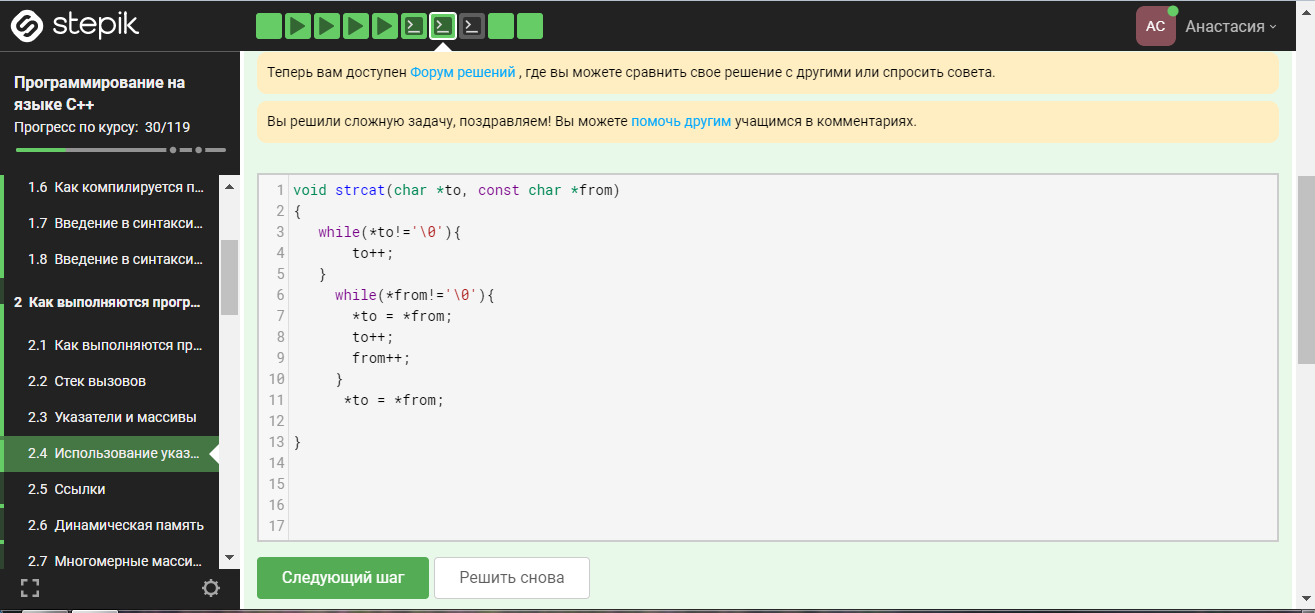 stepik
АС
Анастасия
Программирование на
языке C++
Прогресс по курсу: 30/119
1.6 Как компилируется п...
1.7 Введение в синтакси...
1.8 Введение в синтакси...
2 Как выполняются прогр...
2.1 Как выполняются пр...
2.2 Стек вызовов
2.3 Указатели и массивы
2.4 Использование указ...
2.5 Ссылки
2.6 Динамическая память
2.7 Многомерные масси...
Теперь вам доступен Форум решений , где вы можете сравнить свое решение с другими или спросить совета.
Вы решили сложную задачу, поздравляем! Вы можете помочь другим учащимся в комментариях.
1 void strcat(char *to, const char *from)
2 {
3 while(*to!='\0'){
4 to++;
5 }
6 while(*from!='\0'){
7 *to = *from;
8 to++;
9 from++;
10 }
11 *to = *from;
12
13 }
14
15
16
17
Следующий шаг
Решить снова